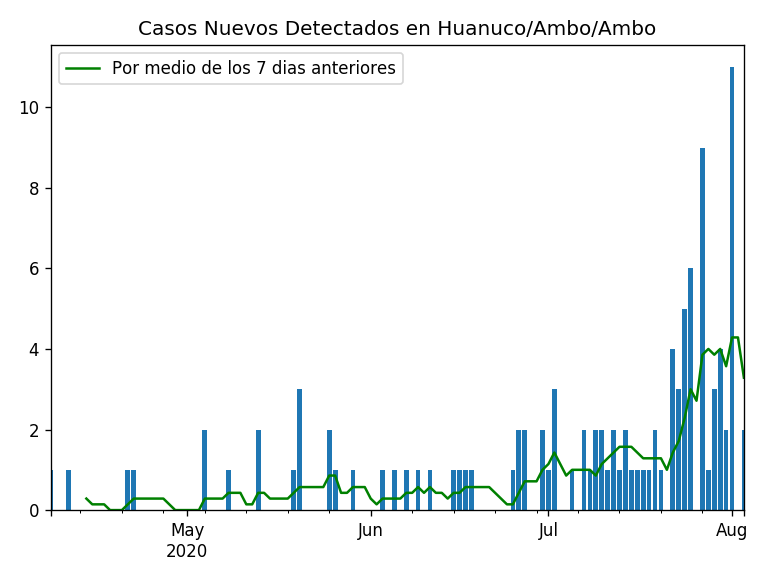 Casos Nuevos Detectados en Huanuco/Ambo/Ambo
Por medio de los 7 dias anteriores
10
8
6
4
2
0
May
2020
Jun
Jul
Aug